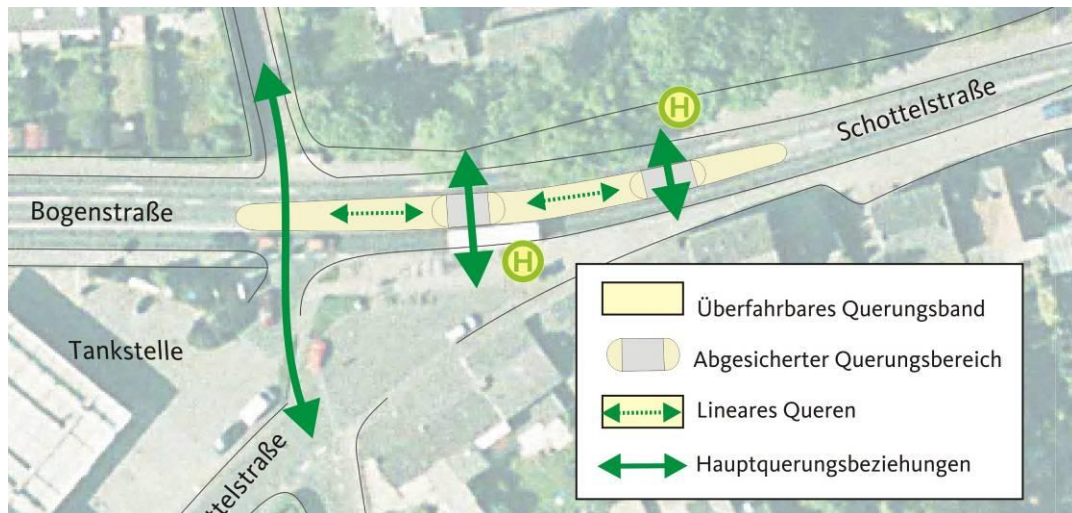 H
Schottelstraße
Bogenstraße
H
Tankstelle
ttelstraße
Überfahrbares Querungsband
Abgesicherter Querungsbereich
Lineares Queren
Hauptquerungsbeziehungen